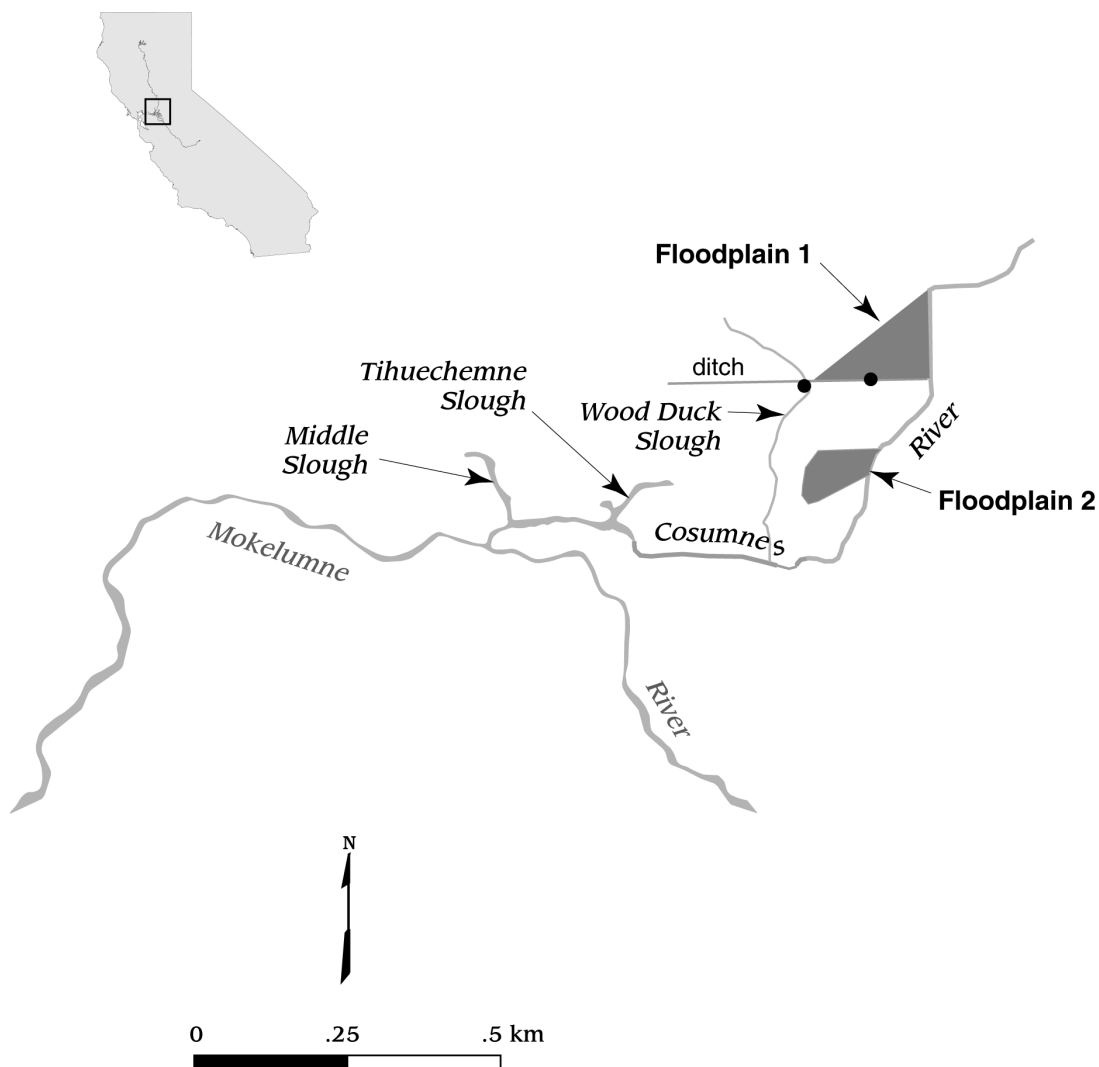 Floodplain 1
ditch
Tihuechemne
Slough
Wood Duck
Slough
River
Middle
Slough
Floodplain 2
Mokelumne
Cosumnes
River
N
0 .25 .5 km